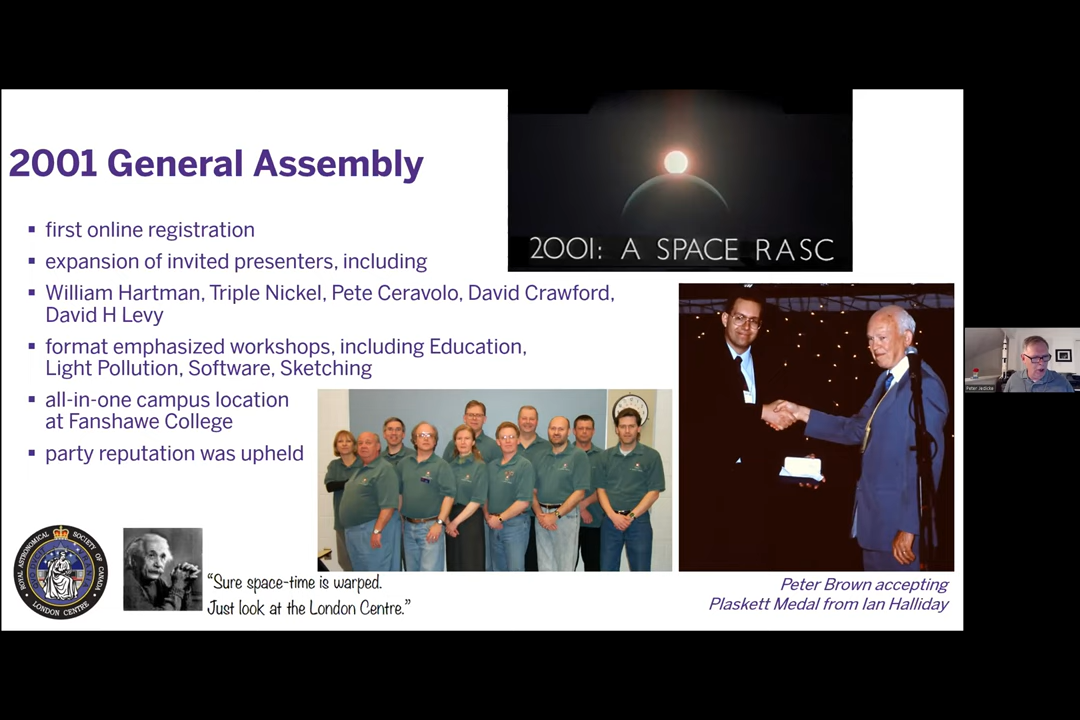 2001 General Assembly
2001: A SPACE RASC
▪ first online registration
▪ expansion of invited presenters, including
▪ William Hartman, Triple Nickel, Pete Ceravolo, David Crawford,
David H Levy
▪ format emphasized workshops, including Education,
Light Pollution, Software, Sketching
▪ all-in-one campus location
at Fanshawe College
▪ party reputation was upheld
ROYAL ASTRONOMICAL SOCIETY OF CANADA
• LONDON CENTRE •
“Sure space-time is warped.
Just look at the London Centre.”
Peter Brown accepting
Plaskett Medal from Ian Halliday
Peter Jedicke